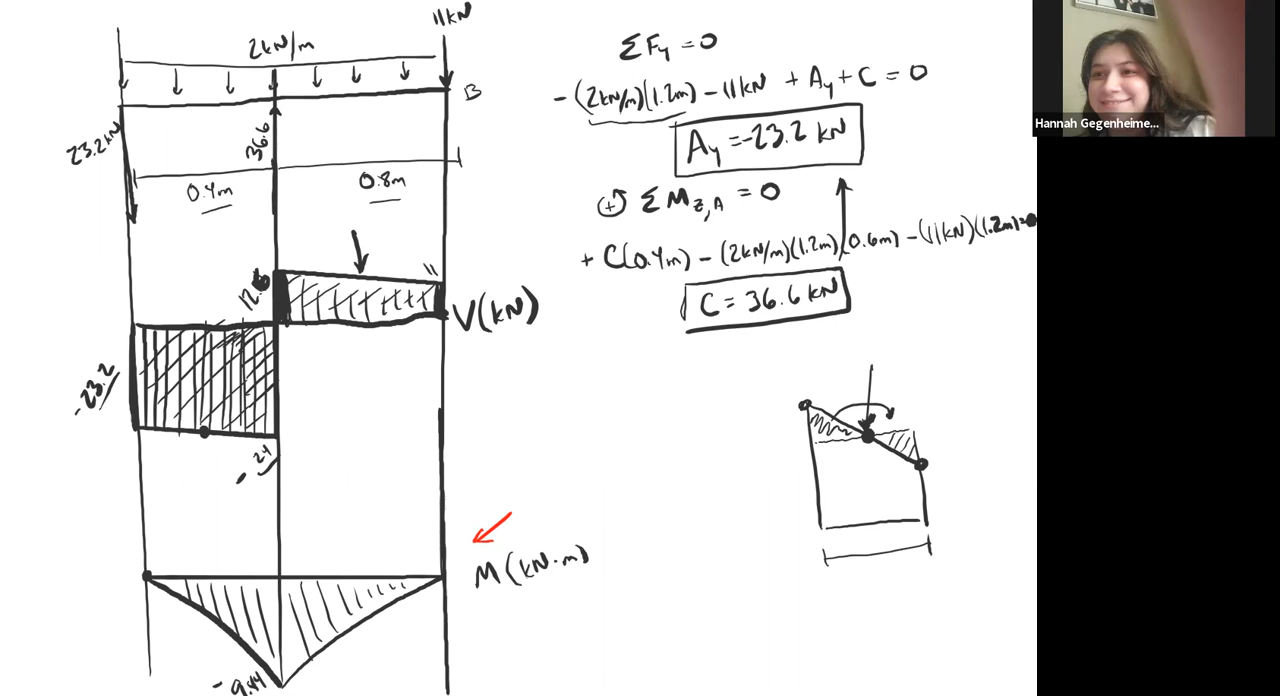 11kN
2kN/m
B
23.2kN
36.6
0.4m
0.8m
12.6
11
V(kN)
-23.2
-24
M(kN·m)
-9.44
ΣFy = 0
-(2kN/m)(1.2m) - 11kN + Ay + C = 0
Ay = -23.2 kN
(+) ΣMz,A = 0
+ C(0.4m) - (2kN/m)(1.2m)(0.6m) - (11kN)(1.2m)=0
C = 36.6 kN
Hannah Gegenheime...